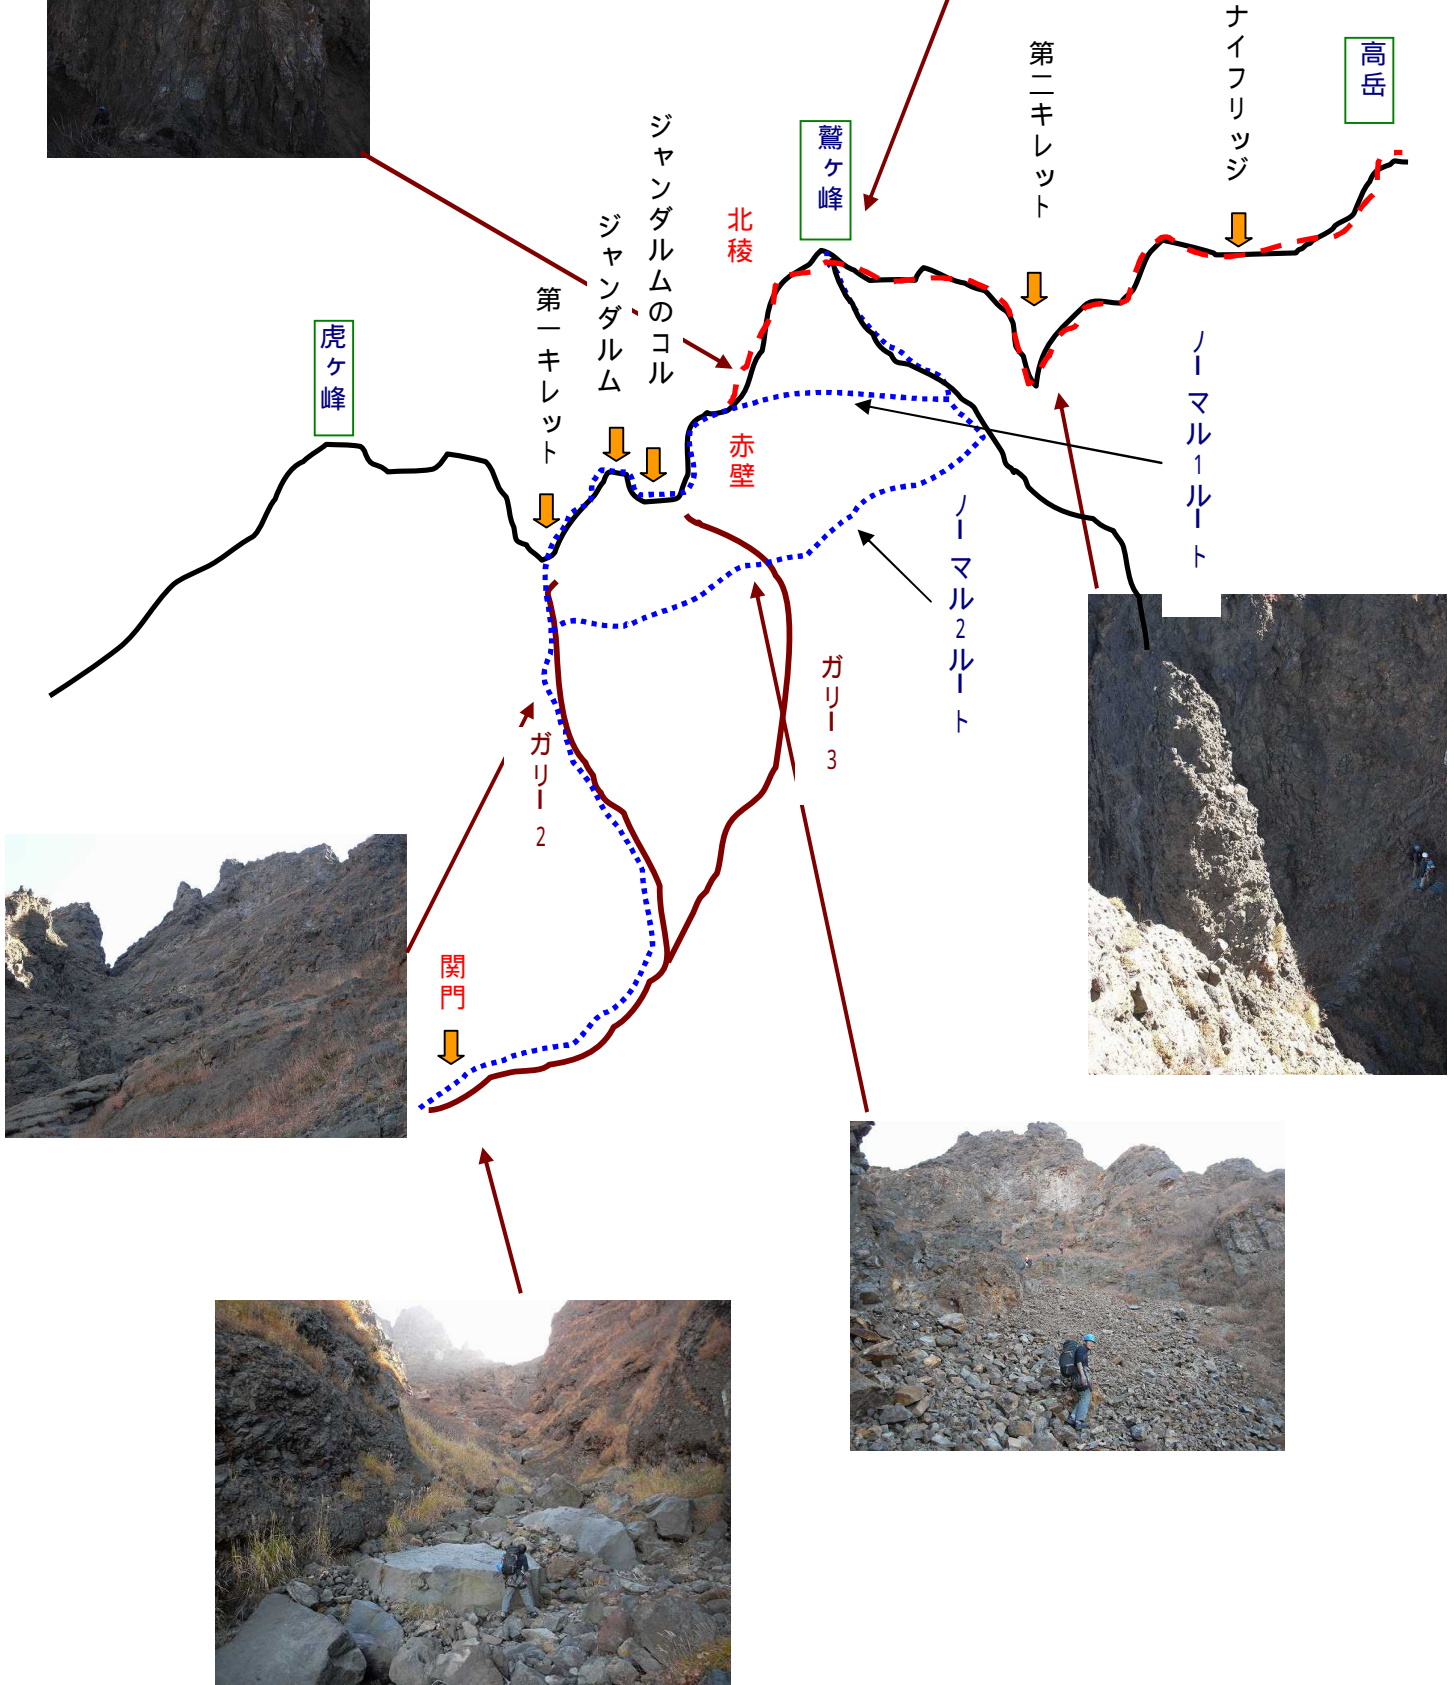 高岳
ナイフリッジ
第二キレット
鷲ヶ峰
北稜
ジャンダルムのコル
ジャンダルム
第一キレット
虎ヶ峰
赤壁
ノーマル1ルート
ノーマル2ルート
ガリー3
ガリー2
関門